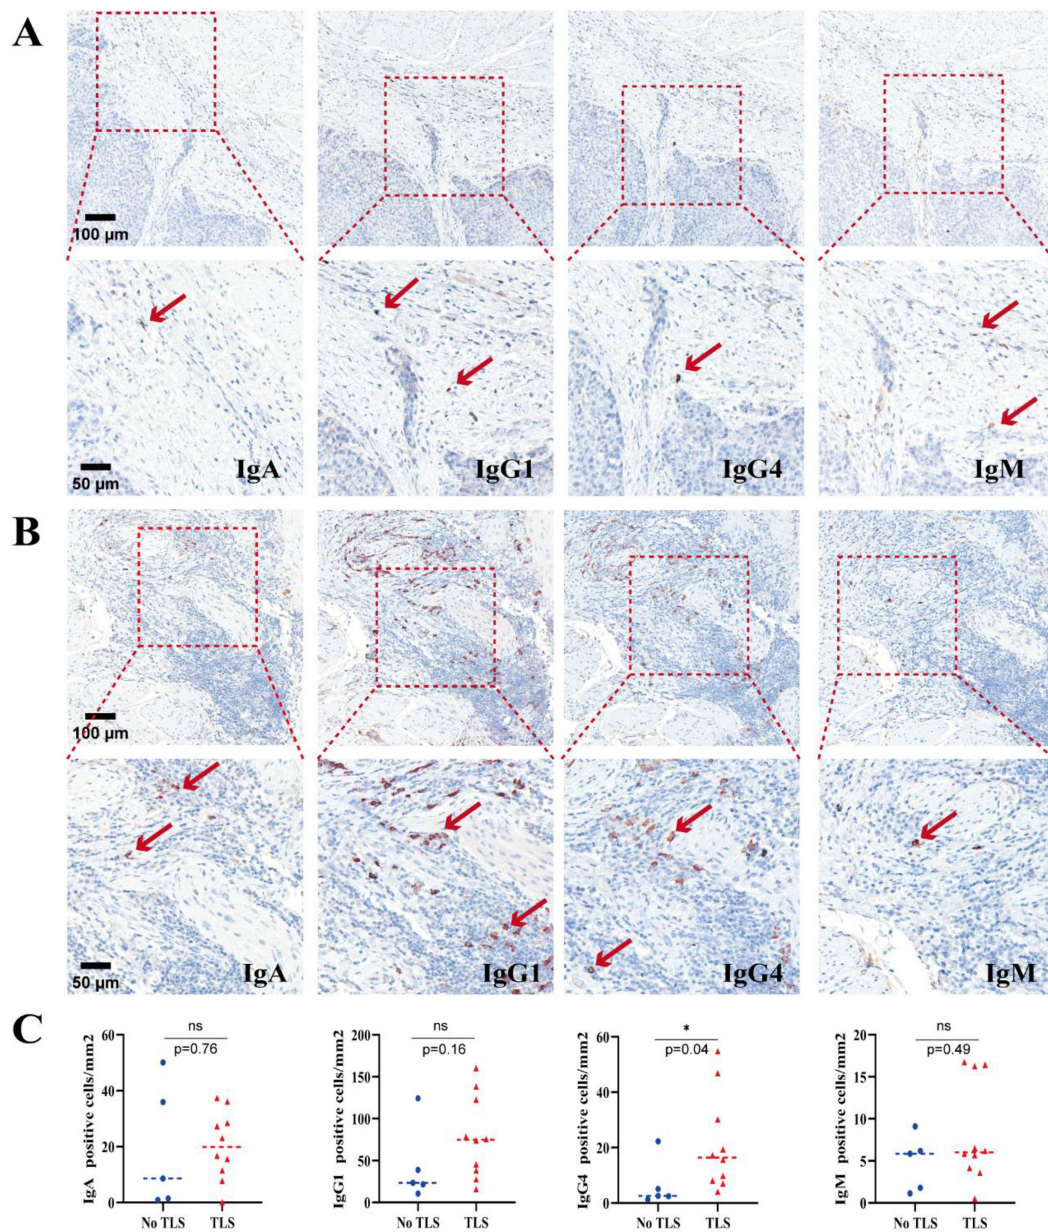 A
100 µm
50 µm
IgA
IgG1
IgG4
IgM
B
100 µm
50 µm
IgA
IgG1
IgG4
IgM
C
IgA positive cells/mm2
60
40
20
0
ns
p=0.76
No TLS
TLS
IgG1 positive cells/mm2
200
150
100
50
0
ns
p=0.16
No TLS
TLS
IgG4 positive cells/mm2
60
40
20
0
*
p=0.04
No TLS
TLS
IgM positive cells/mm2
20
15
10
5
0
ns
p=0.49
No TLS
TLS